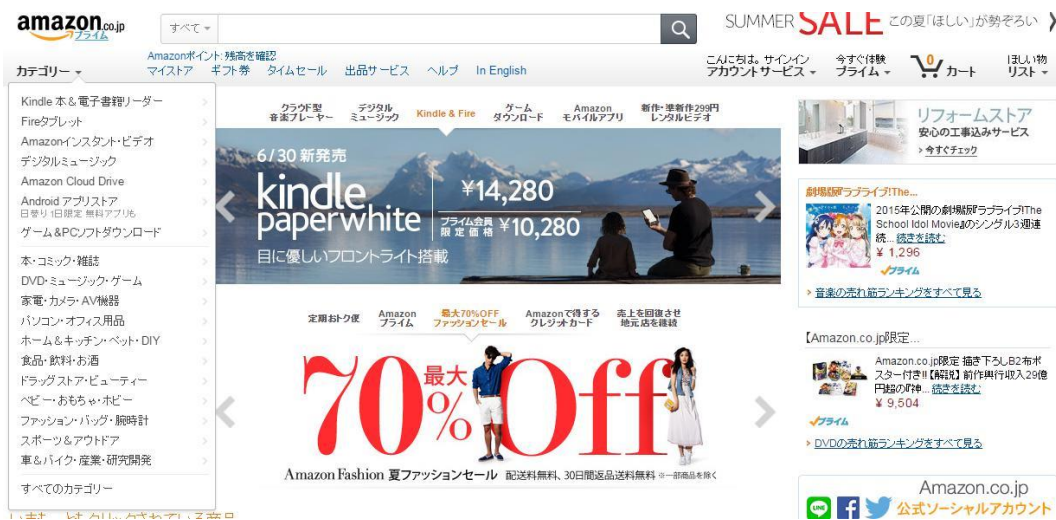 amazon.co.jp
プライム
すべて
SUMMER SALE この夏「ほしい」が勢ぞろい
Amazonポイント: 残高を確認
カテゴリー
マイストア ギフト券 タイムセール 出品サービス ヘルプ In English
こんにちは。サインイン
アカウントサービス
今すぐ体験
プライム
0
カート
ほしい物
リスト
Kindle 本&電子書籍リーダー
Fireタブレット
Amazonインスタント・ビデオ
デジタルミュージック
Amazon Cloud Drive
Android アプリストア
日替り1日限定 無料アプリも
ゲーム&PCソフトダウンロード
本・コミック・雑誌
DVD・ミュージック・ゲーム
家電・カメラ・AV機器
パソコン・オフィス用品
ホーム&キッチン・ペット・DIY
食品・飲料・お酒
ドラッグストア・ビューティー
ベビー・おもちゃ・ホビー
ファッション・バッグ・腕時計
スポーツ&アウトドア
車&バイク・産業・研究開発
すべてのカテゴリー
クラウド型
音楽プレーヤー
デジタル
ミュージック
Kindle & Fire
ゲーム
ダウンロード
Amazon
モバイルアプリ
新作・準新作299円
レンタルビデオ
6/30 新発売
kindle
paperwhite
¥14,280
プライム会員
限定価格 ¥10,280
目に優しいフロントライト搭載
定期おトク便
Amazon
プライム
最大70%OFF
ファッションセール
Amazonで得する
クレジットカード
売上を回復させ
地元店を継続
最大
70% Off
Amazon Fashion 夏ファッションセール 配送料無料、30日間返品送料無料 ※一部商品を除く
リフォームストア
安心の工事込みサービス
今すぐチェック
劇場版『ラブライブ!The...
2015年公開の劇場版『ラブライブ!The
School Idol Movie』のシングル3週連
続... 続きを読む
¥ 1,296
プライム
音楽の売れ筋ランキングをすべて見る
【Amazon.co.jp限定...
Amazon.co.jp限定 描き下ろしB2布ポ
スター付き!!【解説】 前作興行収入29億
円超の『神... 続きを読む
¥ 9,504
プライム
DVDの売れ筋ランキングをすべて見る
Amazon.co.jp
公式ソーシャルアカウント